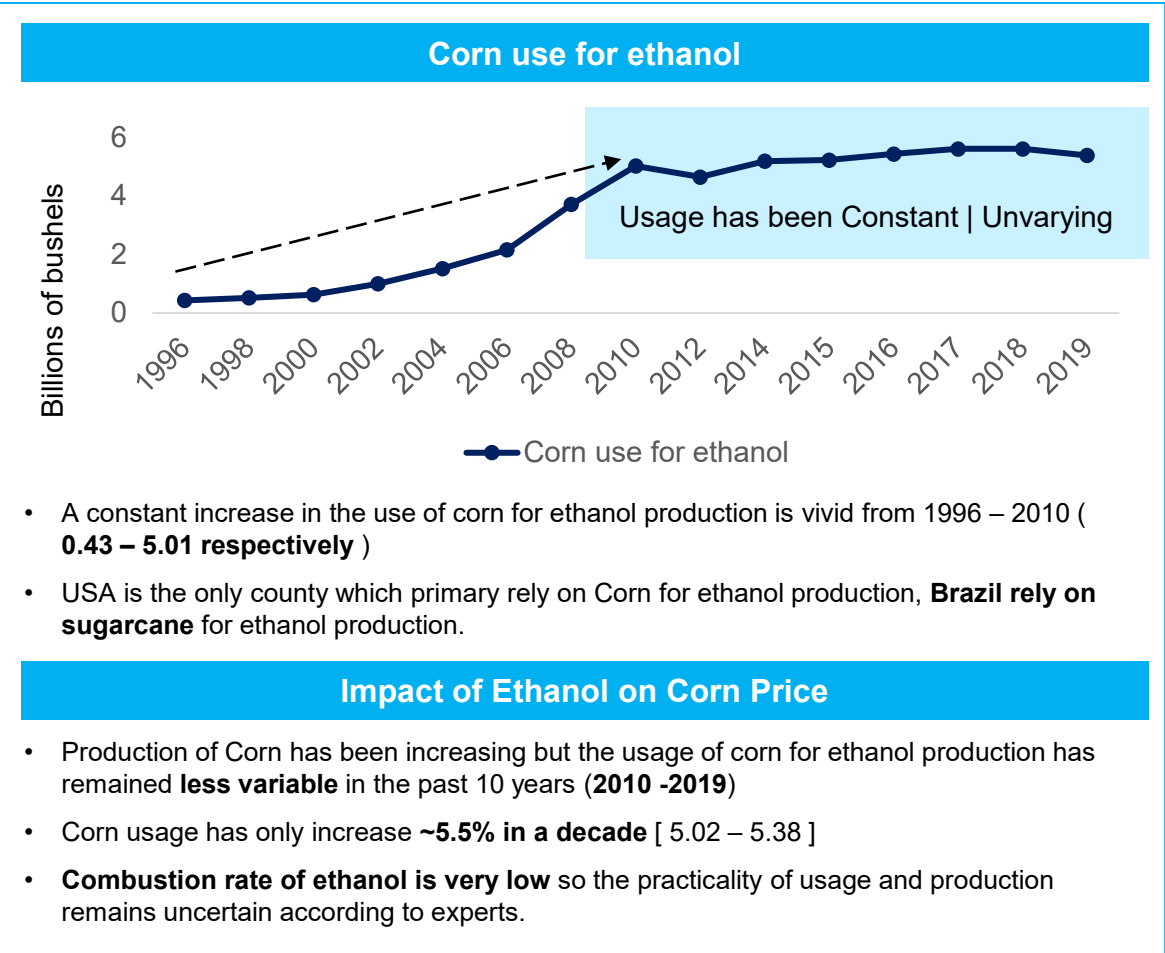 Corn use for ethanol
Billions of bushels
6
4
2
0
Usage has been Constant | Unvarying
1996
1998
2000
2002
2004
2006
2008
2010
2012
2014
2015
2016
2017
2018
2019
Corn use for ethanol
• A constant increase in the use of corn for ethanol production is vivid from 1996 – 2010 (
0.43 – 5.01 respectively )
• USA is the only county which primary rely on Corn for ethanol production, Brazil rely on
sugarcane for ethanol production.
Impact of Ethanol on Corn Price
• Production of Corn has been increasing but the usage of corn for ethanol production has
remained less variable in the past 10 years (2010 -2019)
• Corn usage has only increase ~5.5% in a decade [ 5.02 – 5.38 ]
• Combustion rate of ethanol is very low so the practicality of usage and production
remains uncertain according to experts.